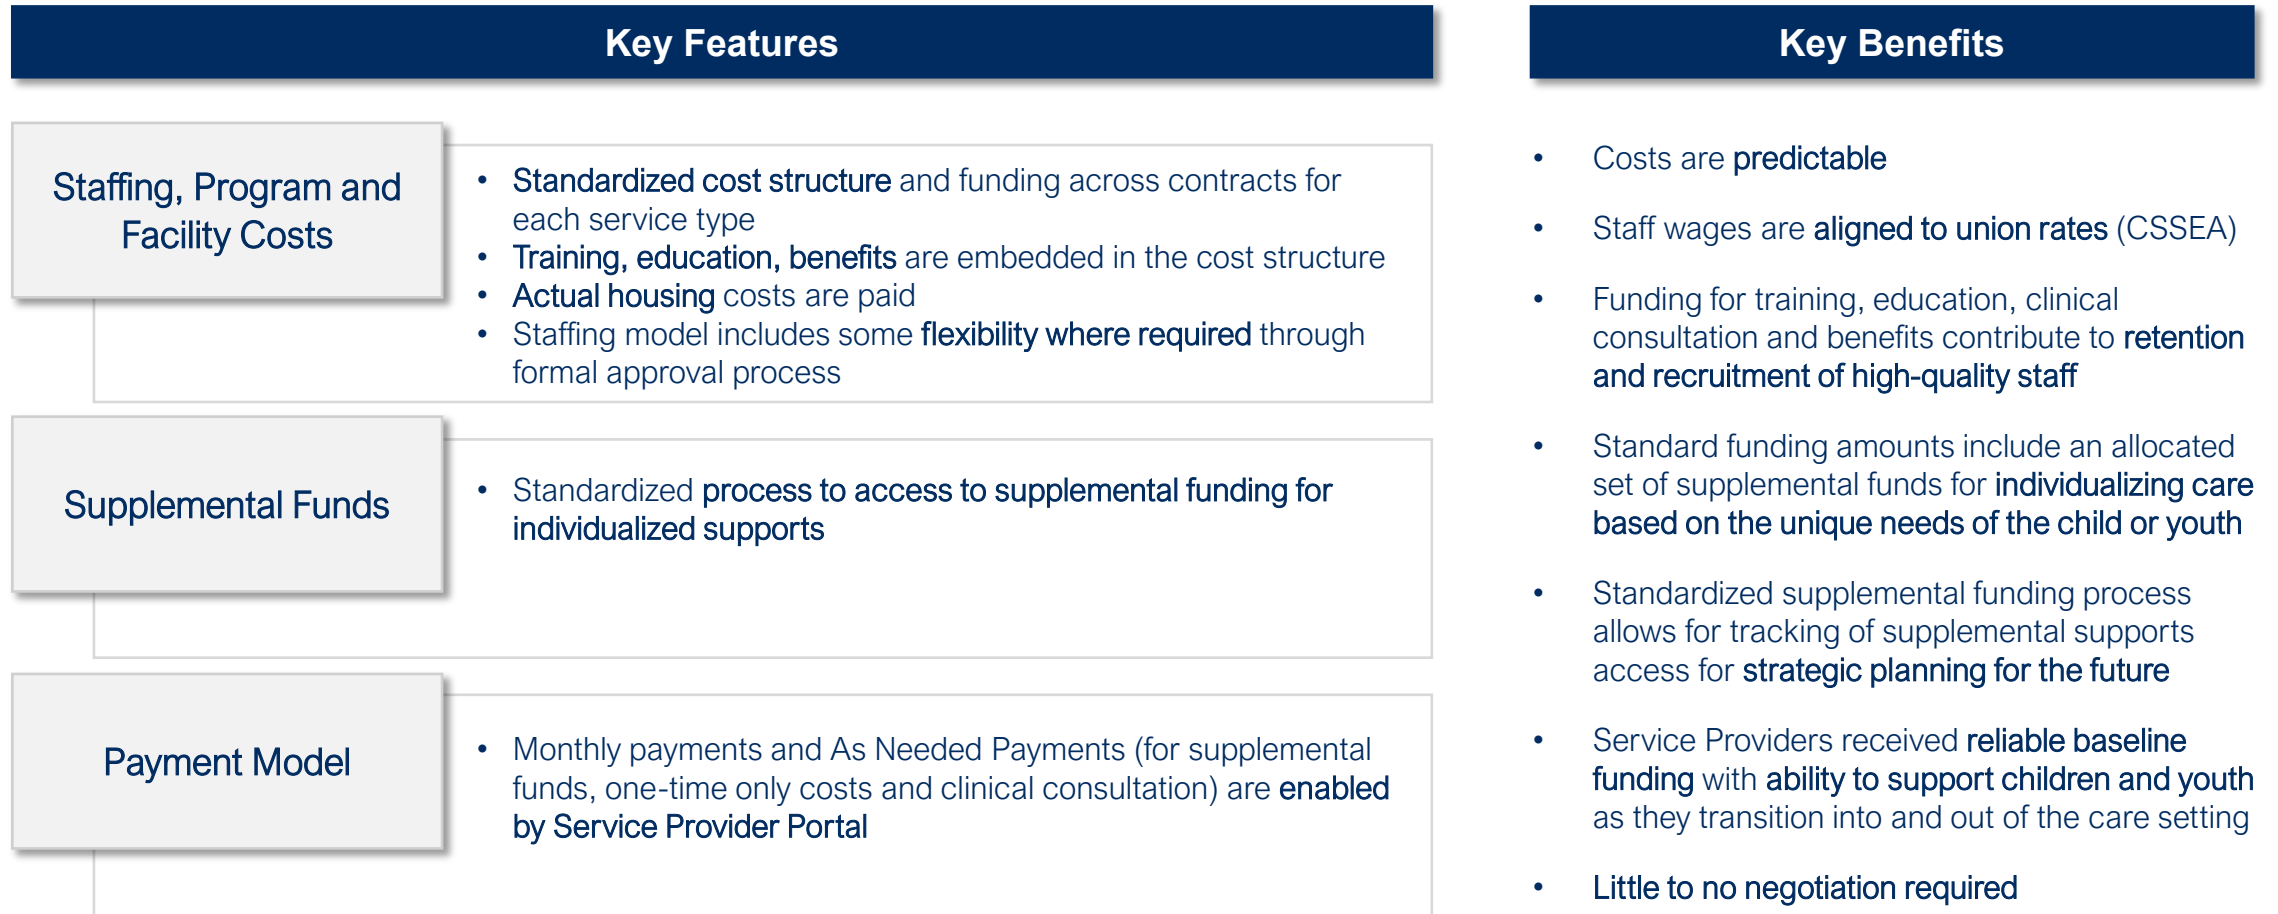 Key Features
Staffing, Program and
Facility Costs
• Standardized cost structure and funding across contracts for
each service type
• Training, education, benefits are embedded in the cost structure
• Actual housing costs are paid
• Staffing model includes some flexibility where required through
formal approval process
Supplemental Funds
• Standardized process to access to supplemental funding for
individualized supports
Payment Model
• Monthly payments and As Needed Payments (for supplemental
funds, one-time only costs and clinical consultation) are enabled
by Service Provider Portal
Key Benefits
• Costs are predictable
• Staff wages are aligned to union rates (CSSEA)
• Funding for training, education, clinical
consultation and benefits contribute to retention
and recruitment of high-quality staff
• Standard funding amounts include an allocated
set of supplemental funds for individualizing care
based on the unique needs of the child or youth
• Standardized supplemental funding process
allows for tracking of supplemental supports
access for strategic planning for the future
• Service Providers received reliable baseline
funding with ability to support children and youth
as they transition into and out of the care setting
• Little to no negotiation required